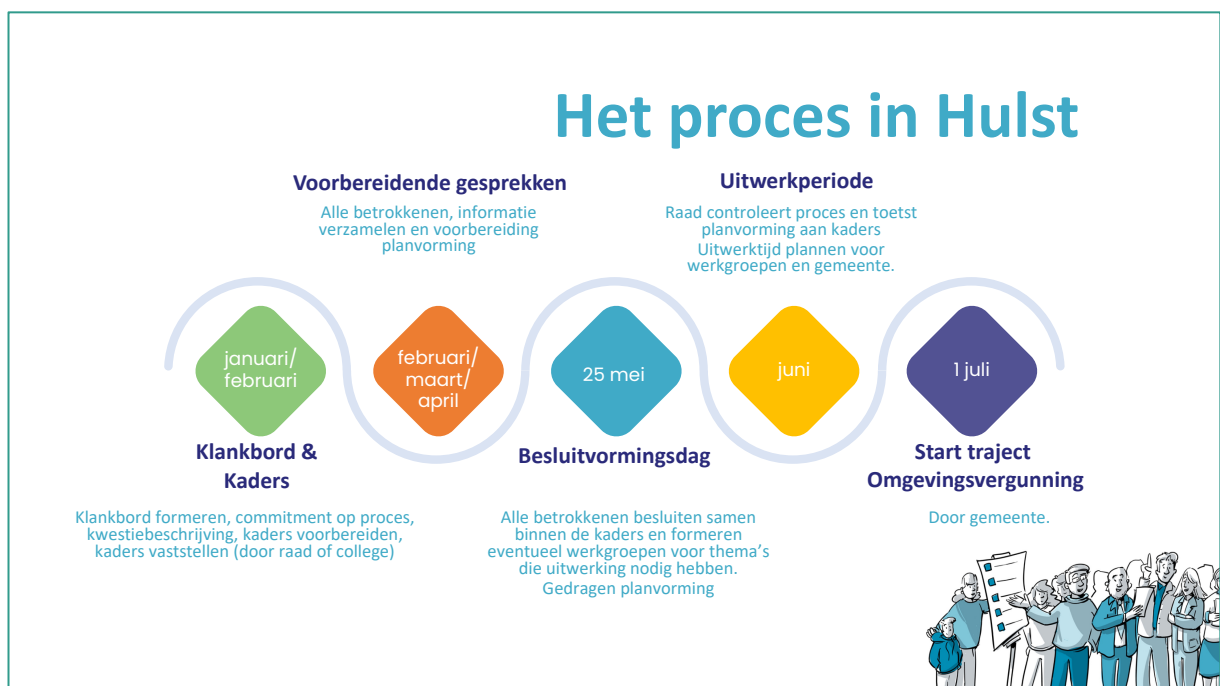 Het proces in Hulst
Voorbereidende gesprekken
Alle betrokkenen, informatie
verzamelen en voorbereiding
planvorming
Uitwerkperiode
Raad controleert proces en toetst
planvorming aan kaders
Uitwerktijd plannen voor
werkgroepen en gemeente.
januari/
februari
februari/
maart/
april
25 mei
juni
1 juli
Klankbord &
Kaders
Klankbord formeren, commitment op proces,
kwestiebeschrijving, kaders voorbereiden,
kaders vaststellen (door raad of college)
Besluitvormingsdag
Alle betrokkenen besluiten samen
binnen de kaders en formeren
eventueel werkgroepen voor thema's
die uitwerking nodig hebben.
Gedragen planvorming
Start traject
Omgevingsvergunning
Door gemeente.